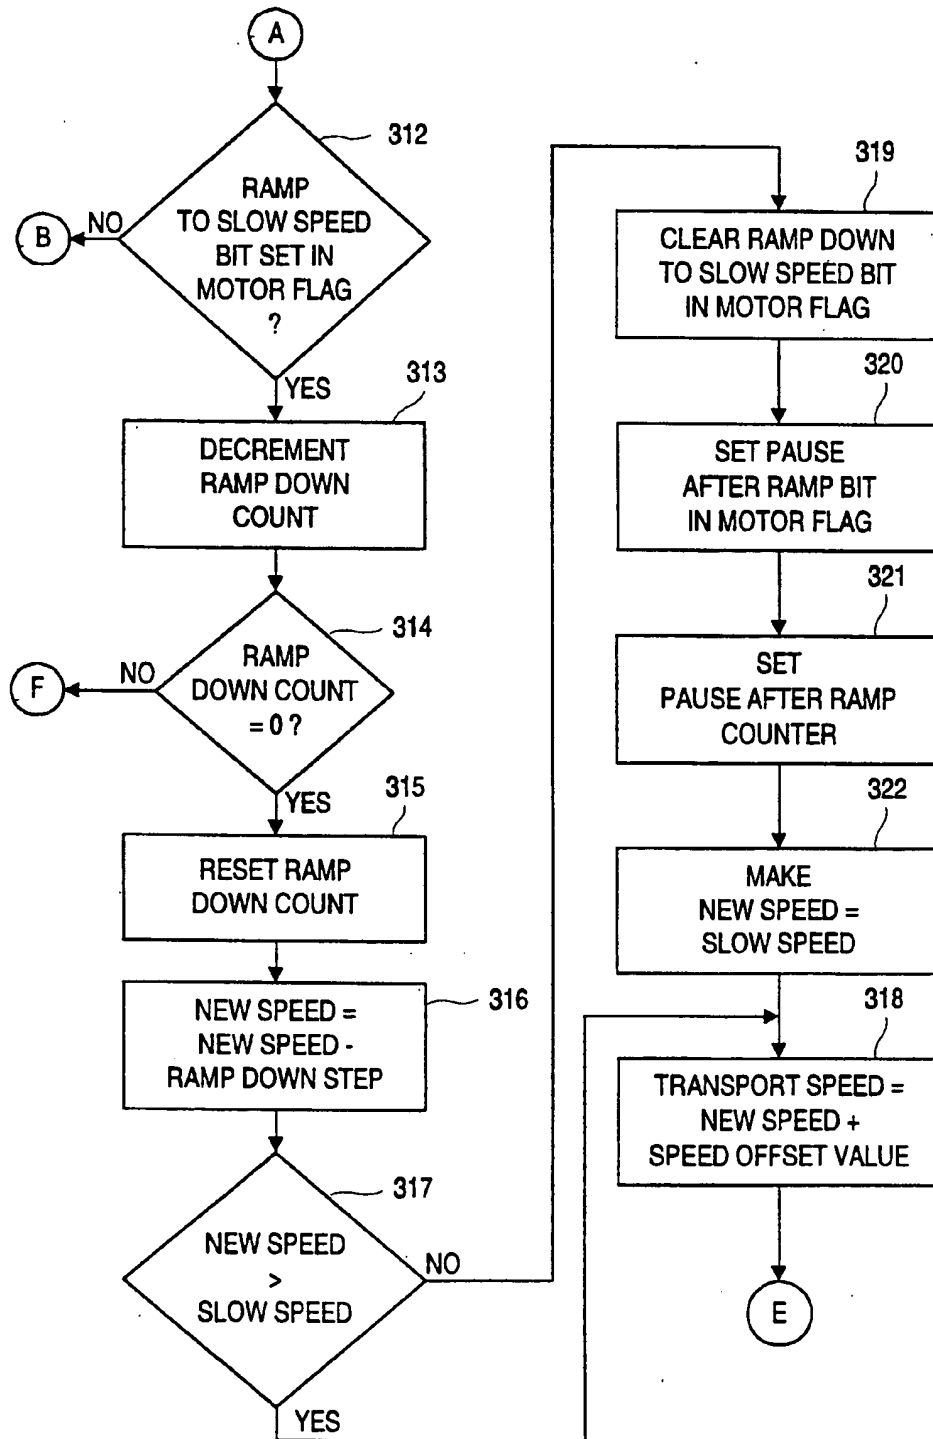 A
312
RAMP
TO SLOW SPEED
BIT SET IN
MOTOR FLAG
?
NO
B
YES
313
DECREMENT
RAMP DOWN
COUNT
314
RAMP
DOWN COUNT
= 0 ?
NO
F
YES
315
RESET RAMP
DOWN COUNT
316
NEW SPEED =
NEW SPEED -
RAMP DOWN STEP
317
NEW SPEED
>
SLOW SPEED
NO
YES
319
CLEAR RAMP DOWN
TO SLOW SPEED BIT
IN MOTOR FLAG
320
SET PAUSE
AFTER RAMP BIT
IN MOTOR FLAG
321
SET
PAUSE AFTER RAMP
COUNTER
322
MAKE
NEW SPEED =
SLOW SPEED
318
TRANSPORT SPEED =
NEW SPEED +
SPEED OFFSET VALUE
E